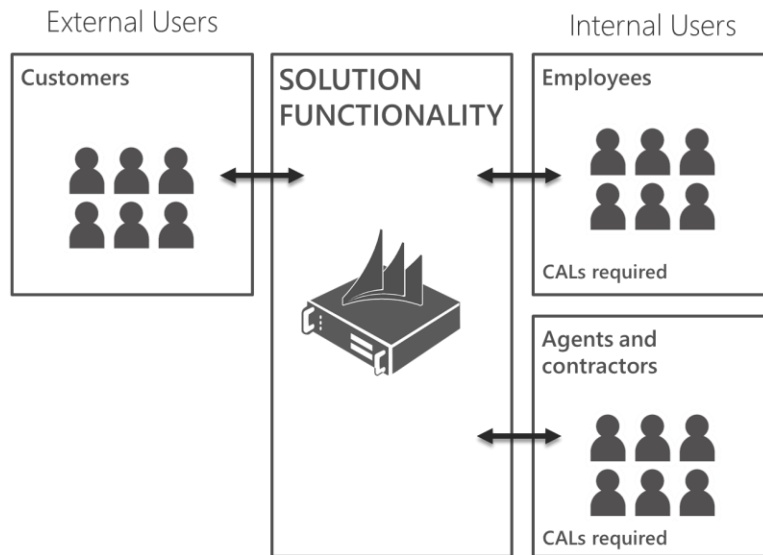 External Users
Internal Users
Customers
SOLUTION
FUNCTIONALITY
Employees
CALs required
Agents and
contractors
CALs required